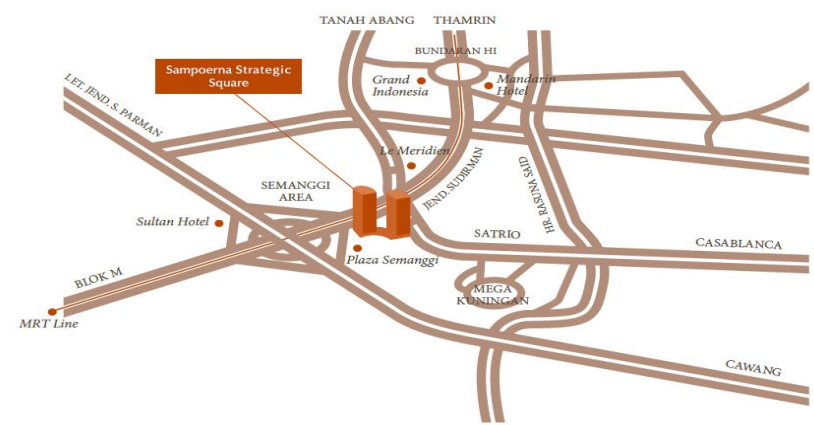 TANAH ABANG
THAMRIN
BUNDARAN HI
Sampoerna Strategic
Square
Grand
Indonesia
Mandarin
Hotel
LET. JEND. S. PARMAN
Le Meridien
JEND. SUDIRMAN
HR. RASUNA SAID
SEMANGGI
AREA
Sultan Hotel
SATRIO
CASABLANCA
Plaza Semanggi
BLOK M
MEGA
KUNINGAN
MRT Line
CAWANG